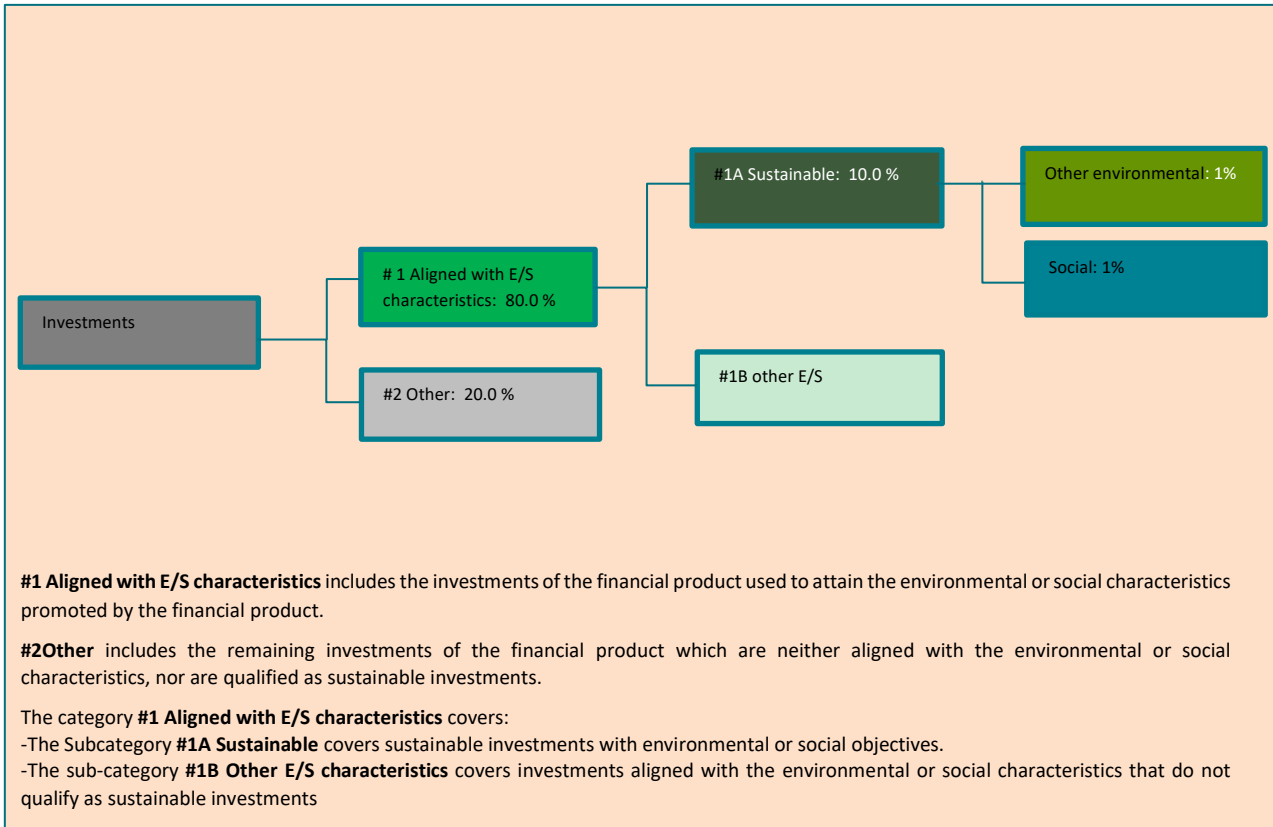 #1A Sustainable: 10.0 %
Other environmental: 1%
# 1 Aligned with E/S
characteristics: 80.0 %
Social: 1%
Investments
#2 Other: 20.0 %
#1B other E/S
#1 Aligned with E/S characteristics includes the investments of the financial product used to attain the environmental or social characteristics
promoted by the financial product.
#2Other includes the remaining investments of the financial product which are neither aligned with the environmental or social
characteristics, nor are qualified as sustainable investments.
The category #1 Aligned with E/S characteristics covers:
-The Subcategory #1A Sustainable covers sustainable investments with environmental or social objectives.
-The sub-category #1B Other E/S characteristics covers investments aligned with the environmental or social characteristics that do not
qualify as sustainable investments